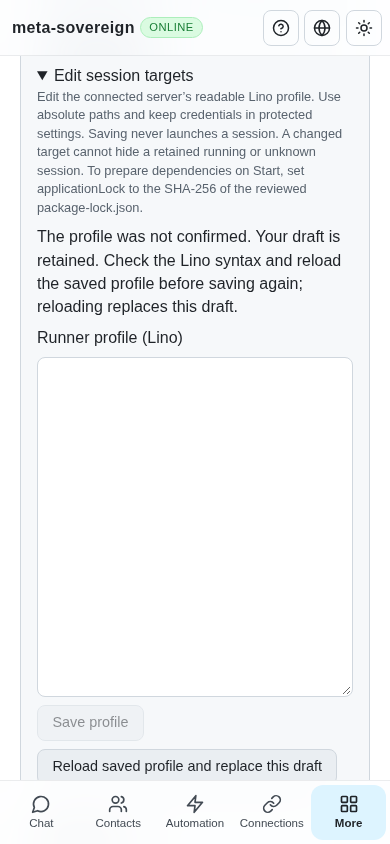 meta-sovereign ONLINE
▼ Edit session targets
Edit the connected server's readable Lino profile. Use
absolute paths and keep credentials in protected
settings. Saving never launches a session. A changed
target cannot hide a retained running or unknown
session. To prepare dependencies on Start, set
applicationLock to the SHA-256 of the reviewed
package-lock.json.
The profile was not confirmed. Your draft is
retained. Check the Lino syntax and reload
the saved profile before saving again;
reloading replaces this draft.
Runner profile (Lino)
Save profile
Reload saved profile and replace this draft
Chat Contacts Automation Connections More